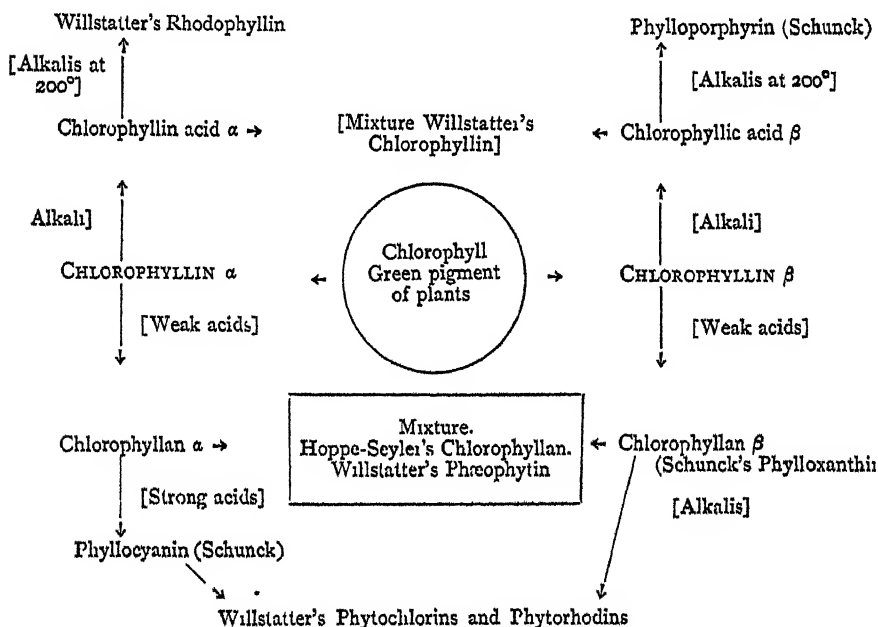 Willstatter's Rhodophyllin
Phylloporphyrin (Schunck)
[Alkalis at
200°]
[Alkalis at 200°]
Chlorophyllin acid α →
[Mixture Willstatter's
Chlorophyllin]
← Chlorophyllic acid β
Alkali]
[Alkali]
Chlorophyll
Green pigment
of plants
CHLOROPHYLLIN α
←
→
CHLOROPHYLLIN β
[Weak acids]
[Weak acids]
Mixture.
Hoppe-Seyler's Chlorophyllan.
Willstatter's Phæophytin
Chlorophyllan α →
← Chlorophyllan β
(Schunck's Phylloxanthin
[Strong acids]
[Alkalis]
Phyllocyanin (Schunck)
Willstatter's Phytochlorins and Phytorhodins